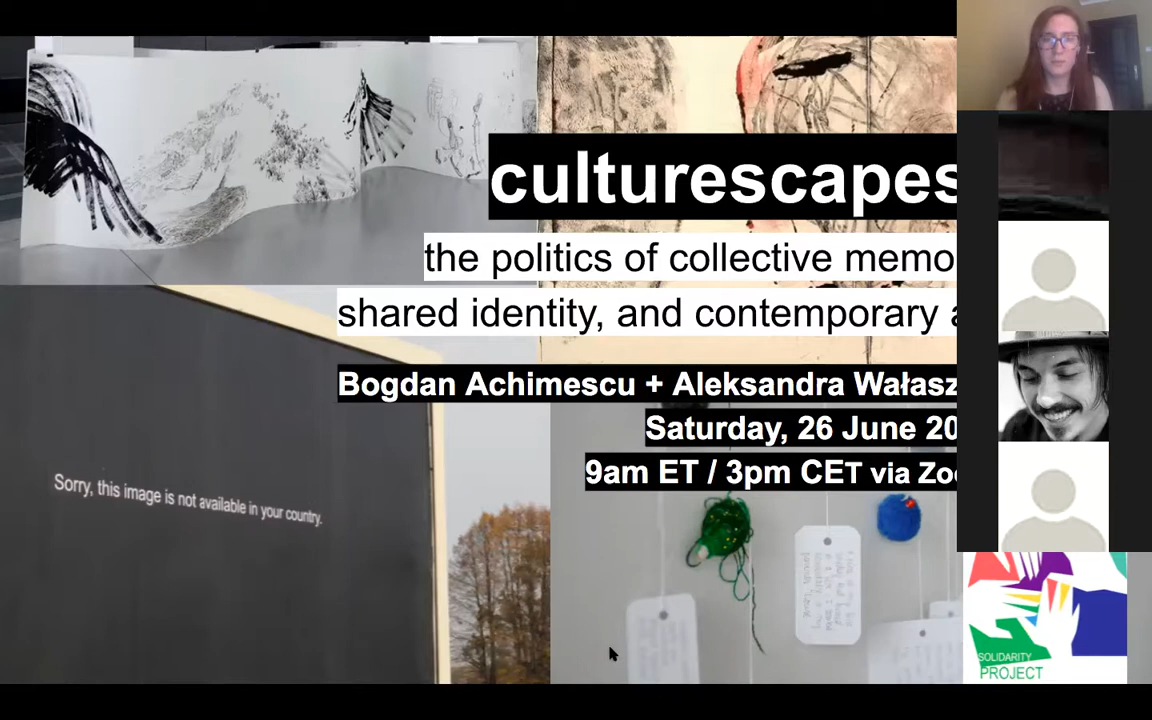 culturescapes
the politics of collective memo
shared identity, and contemporary a
Bogdan Achimescu + Aleksandra Wałasz
Saturday, 26 June 20
9am ET / 3pm CET via Zoo
Sorry, this image is not available in your country.
SOLIDARITY
PROJECT